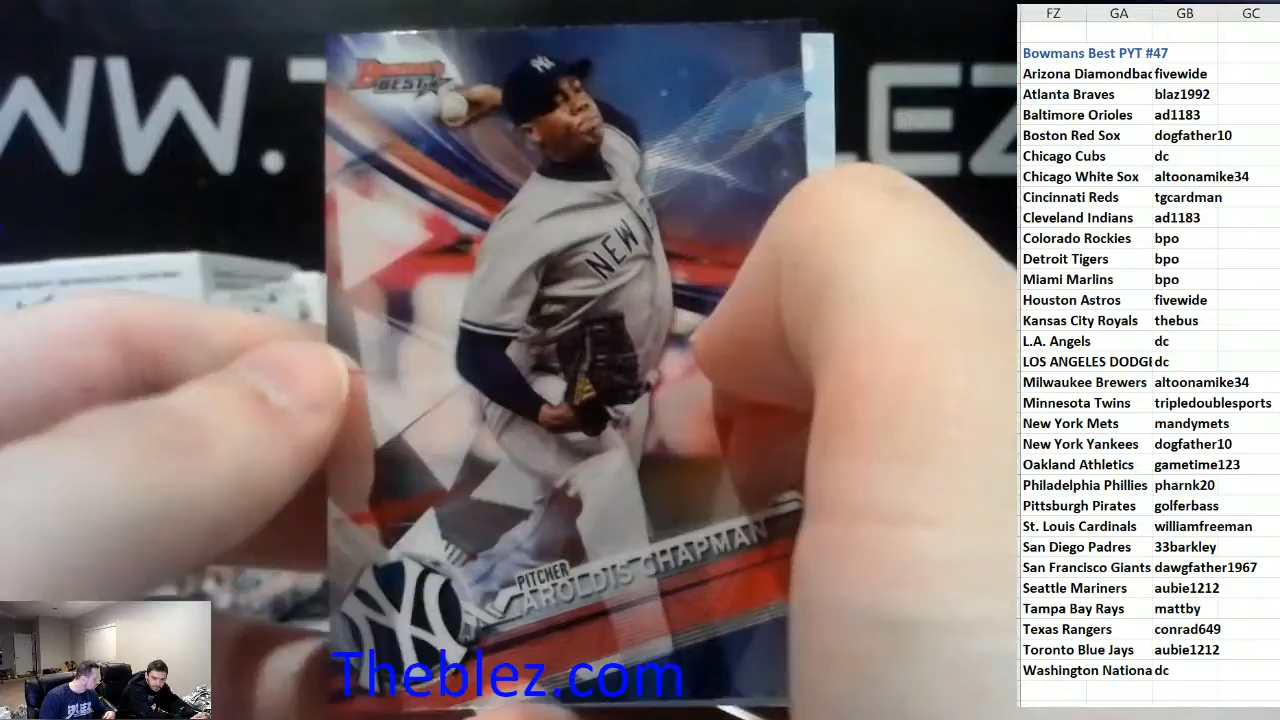 FZ GA GB GC
Bowmans Best PYT #47
Arizona Diamondbac fivewide
Atlanta Braves blaz1992
Baltimore Orioles ad1183
Boston Red Sox dogfather10
Chicago Cubs dc
Chicago White Sox altoonamike34
Cincinnati Reds tgcardman
Cleveland Indians ad1183
Colorado Rockies bpo
Detroit Tigers bpo
Miami Marlins bpo
Houston Astros fivewide
Kansas City Royals thebus
L.A. Angels dc
LOS ANGELES DODGE dc
Milwaukee Brewers altoonamike34
Minnesota Twins tripledoublesports
New York Mets mandymets
New York Yankees dogfather10
Oakland Athletics gametime123
Philadelphia Phillies pharnk20
Pittsburgh Pirates golferbass
St. Louis Cardinals williamfreeman
San Diego Padres 33barkley
San Francisco Giants dawgfather1967
Seattle Mariners aubie1212
Tampa Bay Rays mattby
Texas Rangers conrad649
Toronto Blue Jays aubie1212
Washington Nationa dc
WW. LEZ
Bowman's
BEST
NY
NEW
PITCHER
AROLDIS CHAPMAN
NY
Theblez.com